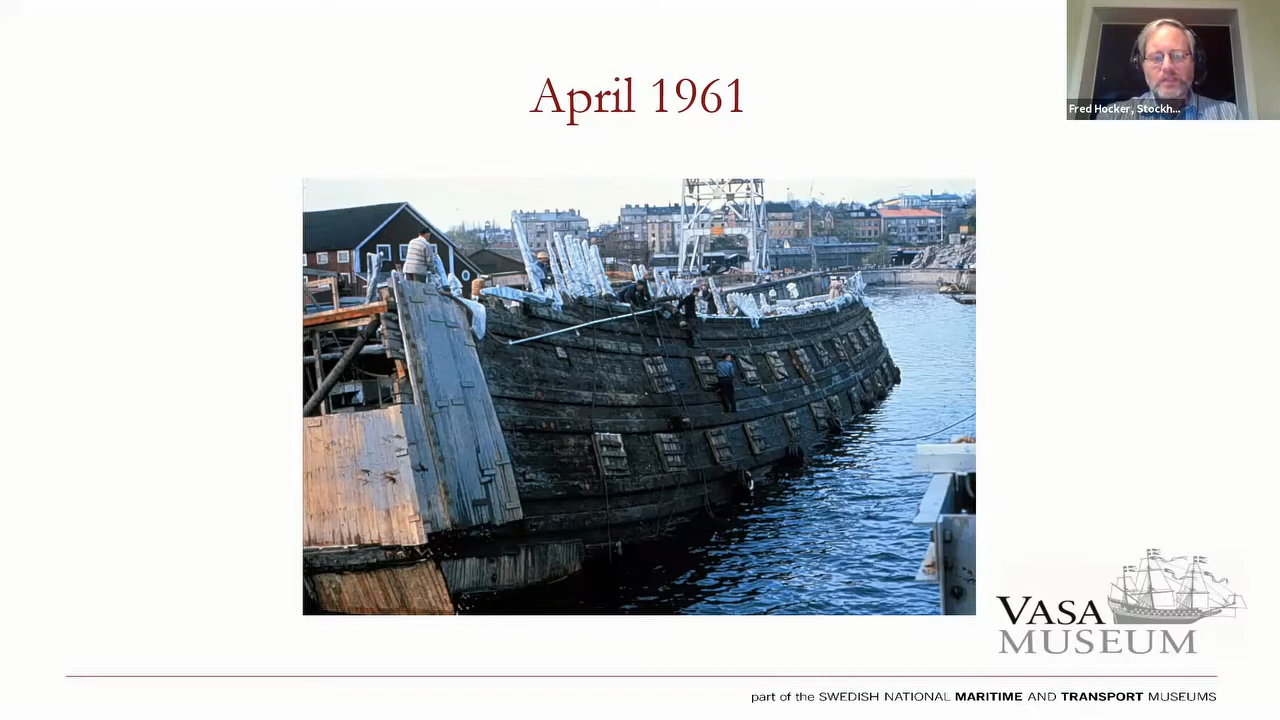 April 1961
Fred Hocker, Stockh...
VASA
MUSEUM
part of the SWEDISH NATIONAL MARITIME AND TRANSPORT MUSEUMS